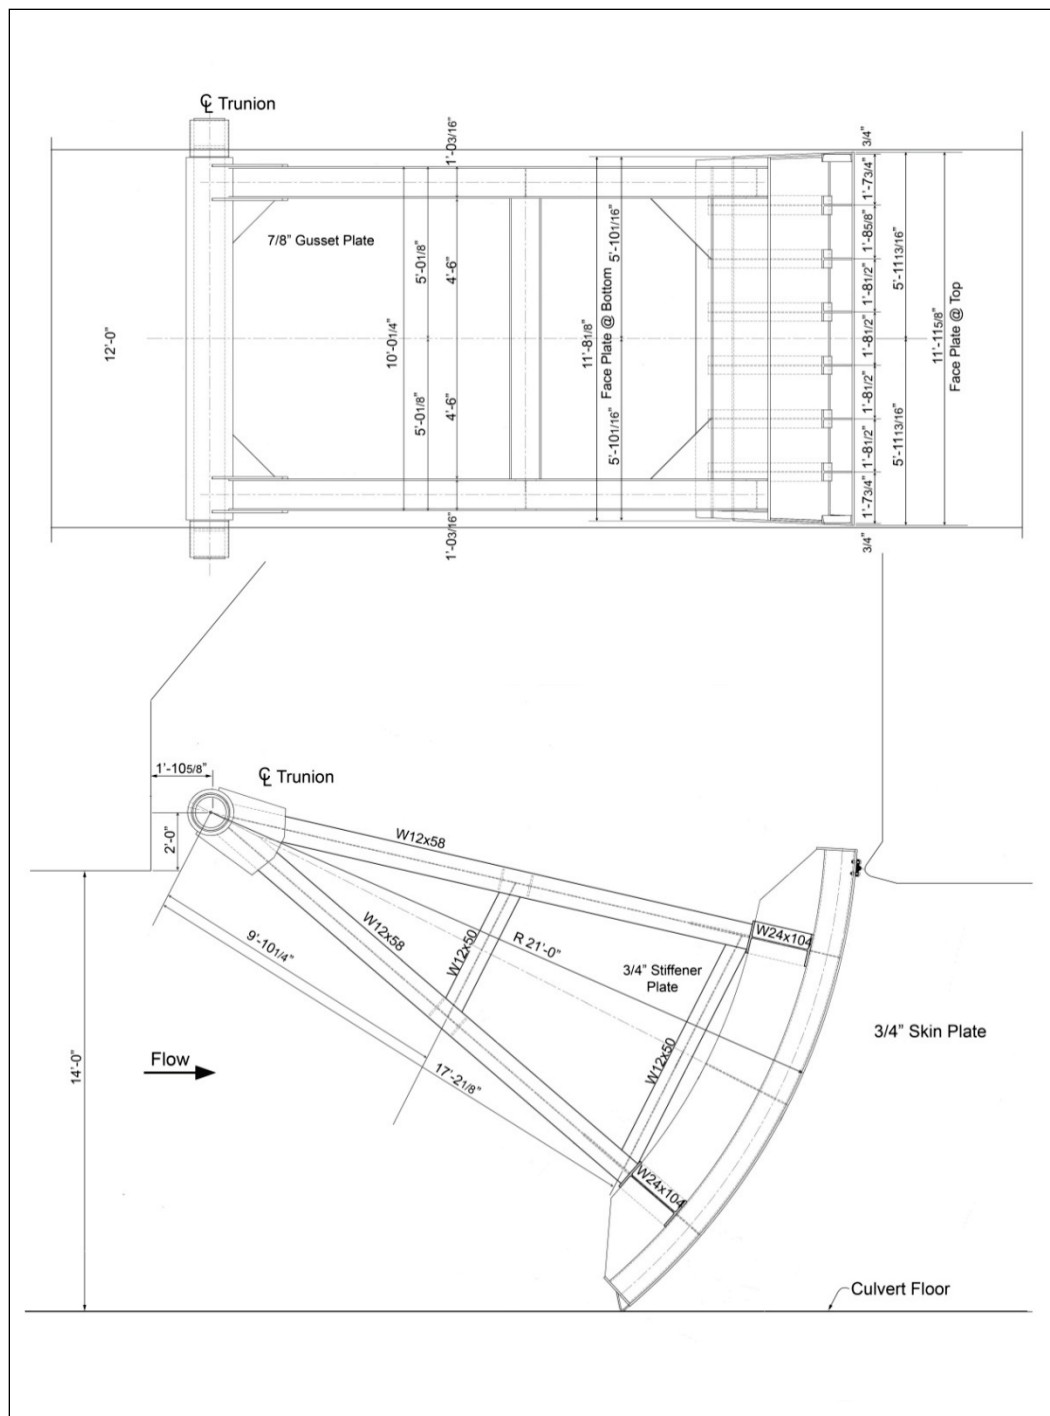 ℄ Trunion
7/8" Gusset Plate
12'-0"
10'-01/4"
5'-01/8"
5'-01/8"
1'-03/16"
4'-6"
4'-6"
1'-03/16"
11'-81/8"
Face Plate @ Bottom
5'-101/16"
5'-101/16"
3/4"
1'-73/4"
1'-85/8"
1'-81/2"
1'-81/2"
1'-81/2"
1'-81/2"
1'-73/4"
3/4"
5'-1113/16"
5'-1113/16"
11'-115/8"
Face Plate @ Top
1'-105/8"
℄ Trunion
2'-0"
W12x58
W12x58
W12x50
9'-101/4"
R 21'-0"
W24x104
3/4" Stiffener
Plate
3/4" Skin Plate
W12x50
Flow
17'-21/8"
14'-0"
W24x104
Culvert Floor